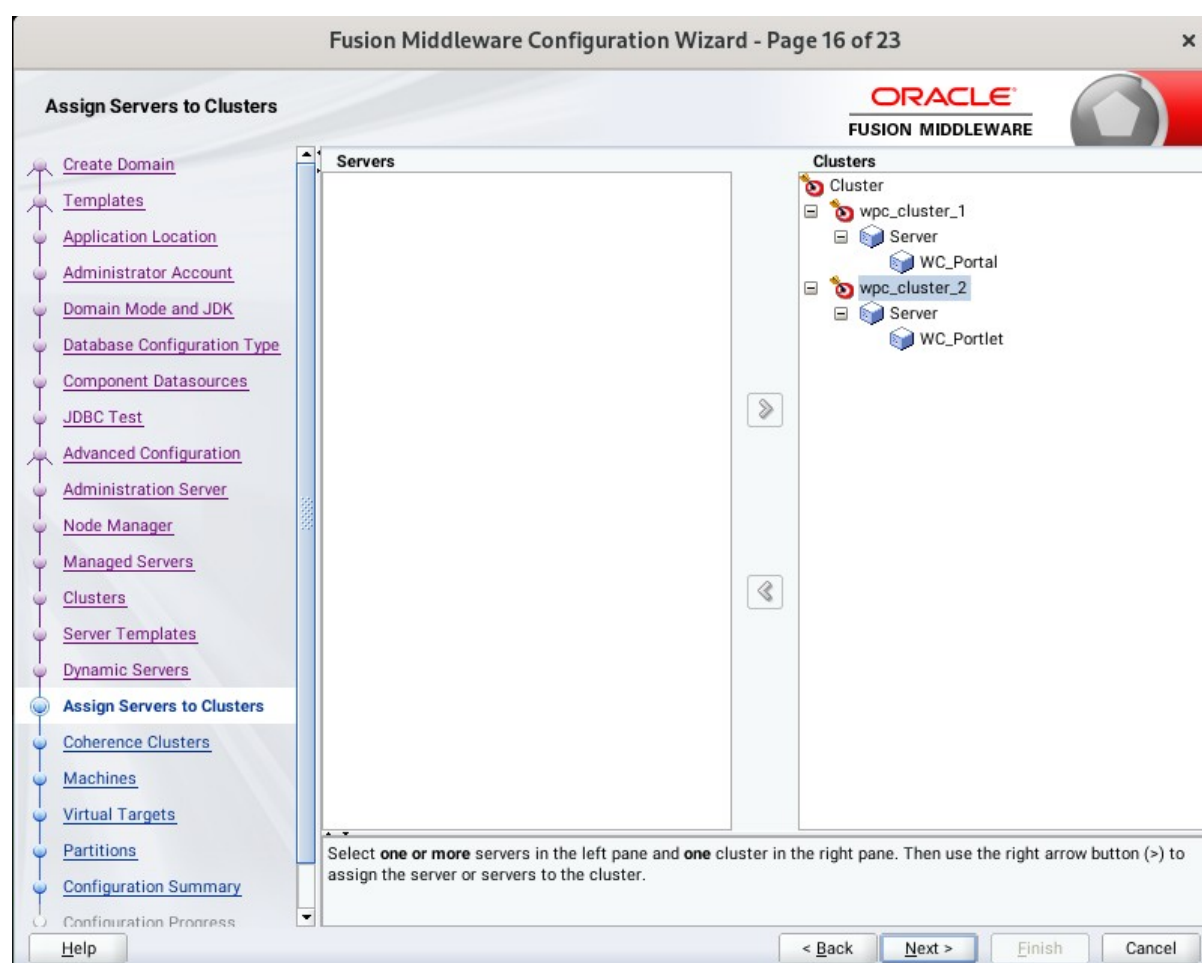 Fusion Middleware Configuration Wizard - Page 16 of 23
×
Assign Servers to Clusters
ORACLE
FUSION MIDDLEWARE
Create Domain
Templates
Application Location
Administrator Account
Domain Mode and JDK
Database Configuration Type
Component Datasources
JDBC Test
Advanced Configuration
Administration Server
Node Manager
Managed Servers
Clusters
Server Templates
Dynamic Servers
Assign Servers to Clusters
Coherence Clusters
Machines
Virtual Targets
Partitions
Configuration Summary
Configuration Progress
Servers
Clusters
Cluster
wpc_cluster_1
Server
WC_Portal
wpc_cluster_2
Server
WC_Portlet
Select one or more servers in the left pane and one cluster in the right pane. Then use the right arrow button (>) to
assign the server or servers to the cluster.
Help
< Back
Next >
Finish
Cancel